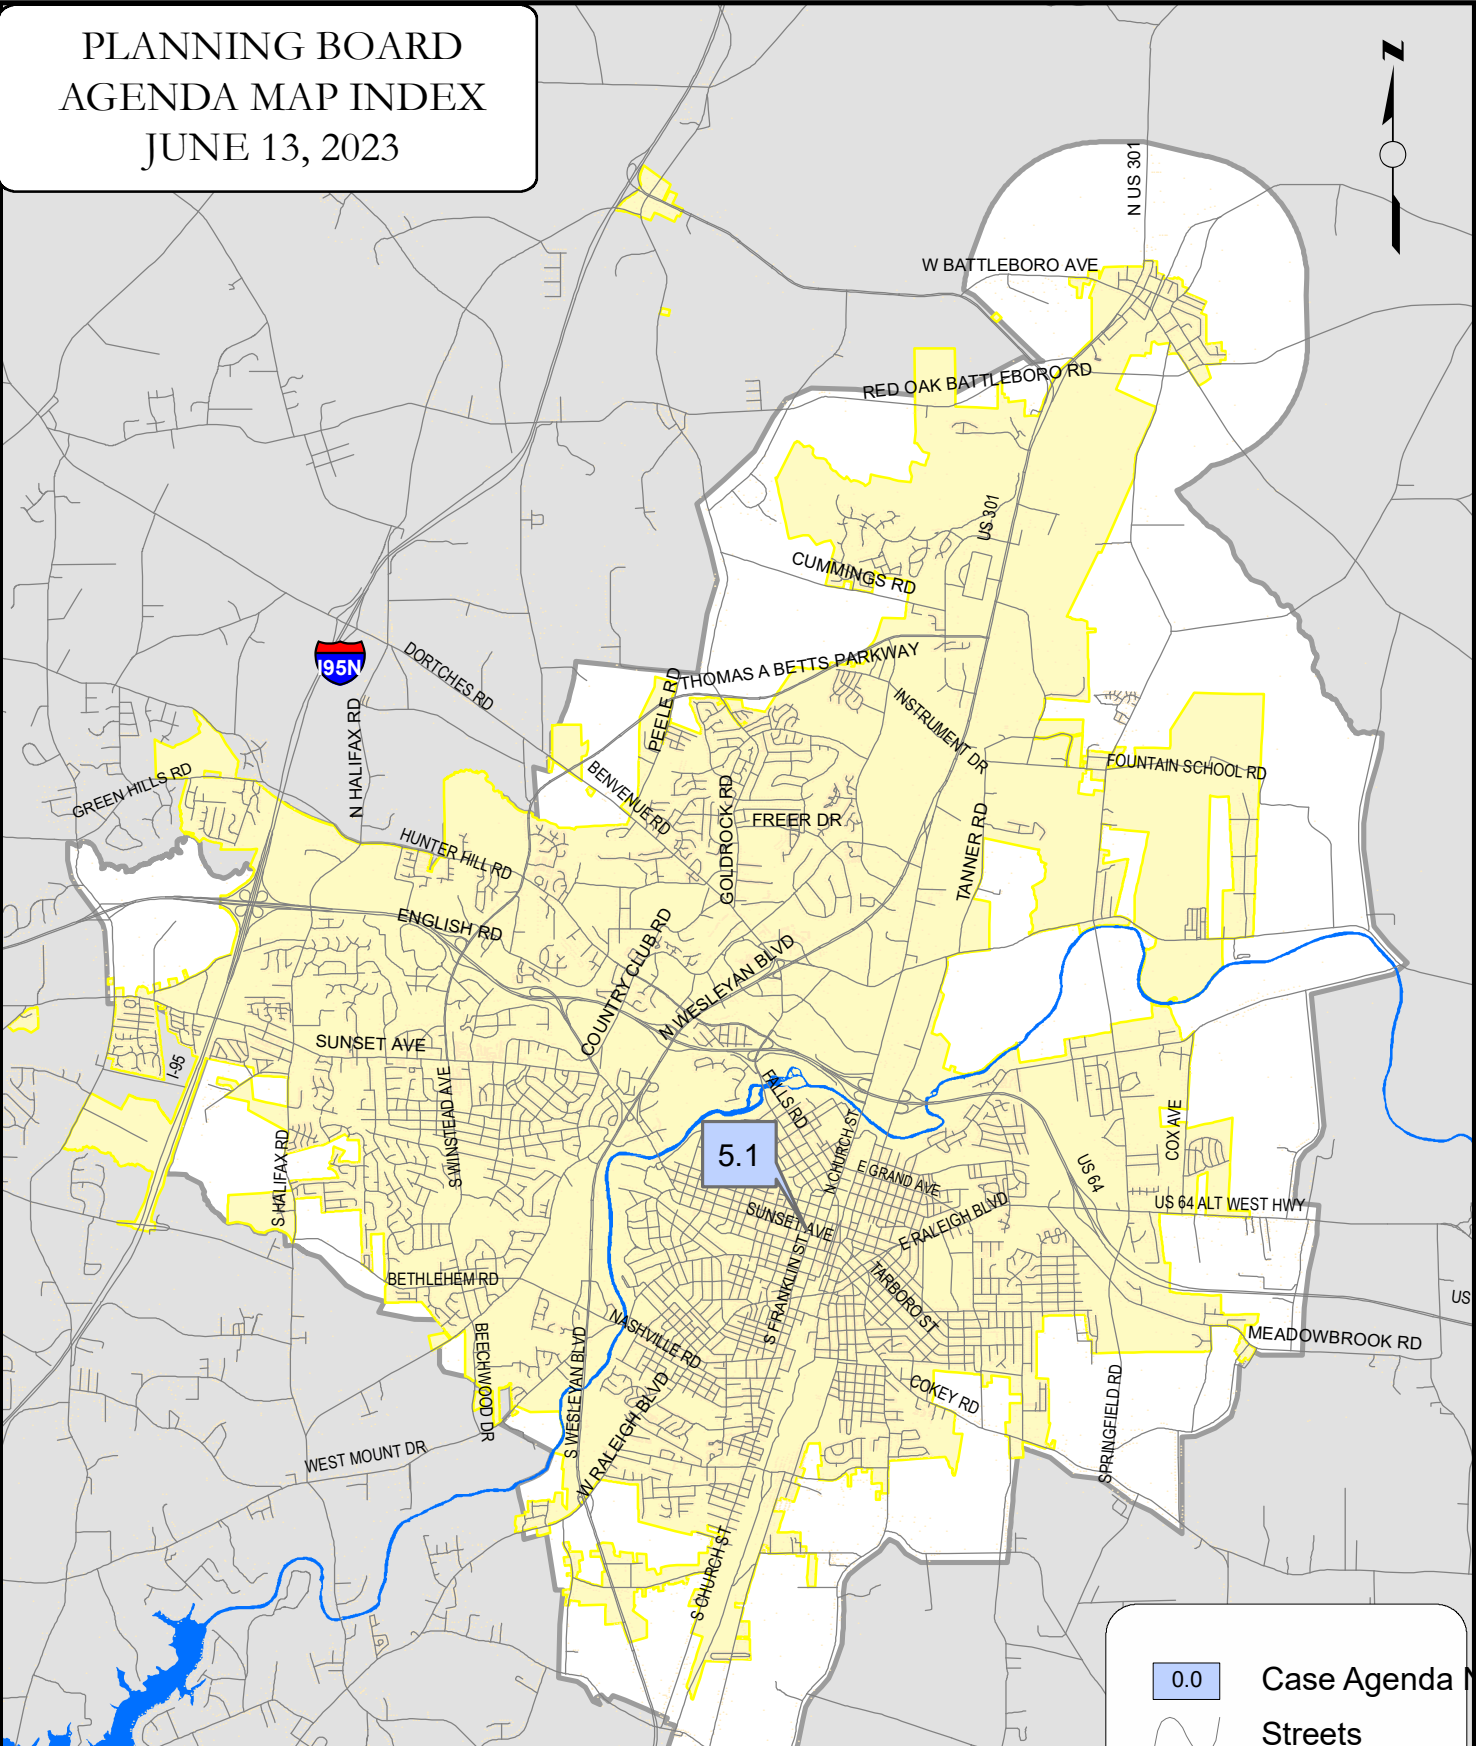 PLANNING BOARD
AGENDA MAP INDEX
JUNE 13, 2023
N
N US 301
W BATTLEBORO AVE
RED OAK BATTLEBORO RD
US 301
CUMMINGS RD
THOMAS A BETTS PARKWAY
I95N
DORTCHES RD
PEELE RD
N HALIFAX RD
INSTRUMENT DR
GREEN HILLS RD
BENVENUE RD
FOUNTAIN SCHOOL RD
GOLDROCK RD
FREER DR
TANNER RD
HUNTER HILL RD
ENGLISH RD
COUNTRY CLUB RD
N WESLEYAN BLVD
SUNSET AVE
I-95
S WINSTEAD AVE
FALLS RD
N CHURCH ST
COX AVE
5.1
S HALIFAX RD
E GRAND AVE
US 64
US 64 ALT WEST HWY
SUNSET AVE
E RALEIGH BLVD
BETHLEHEM RD
S FRANKLIN ST
TARBORO ST
US
NASHVILLE RD
MEADOWBROOK RD
BEECHWOOD DR
S WESLEYAN BLVD
W RALEIGH BLVD
COKEY RD
SPRINGFIELD RD
WEST MOUNT DR
S CHURCH ST
0.0
Case Agenda N
Streets